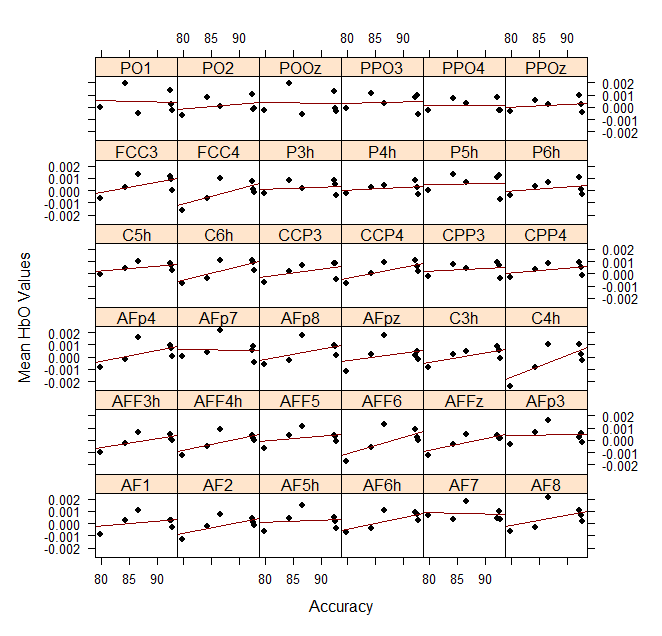 80 85 90
PO1 PO2 POOz PPO3 PPO4 PPOz
0.002
0.001
0.000
-0.001
-0.002
FCC3 FCC4 P3h P4h P5h P6h
0.002
0.001
0.000
-0.001
-0.002
C5h C6h CCP3 CCP4 CPP3 CPP4
0.002
0.001
0.000
-0.001
-0.002
AFp4 AFp7 AFp8 AFpz C3h C4h
0.002
0.001
0.000
-0.001
-0.002
AFF3h AFF4h AFF5 AFF6 AFFz AFp3
0.002
0.001
0.000
-0.001
-0.002
AF1 AF2 AF5h AF6h AF7 AF8
0.002
0.001
0.000
-0.001
-0.002
80 85 90 80 85 90 80 85 90
80 85 90 80 85 90
Mean HbO Values
Accuracy